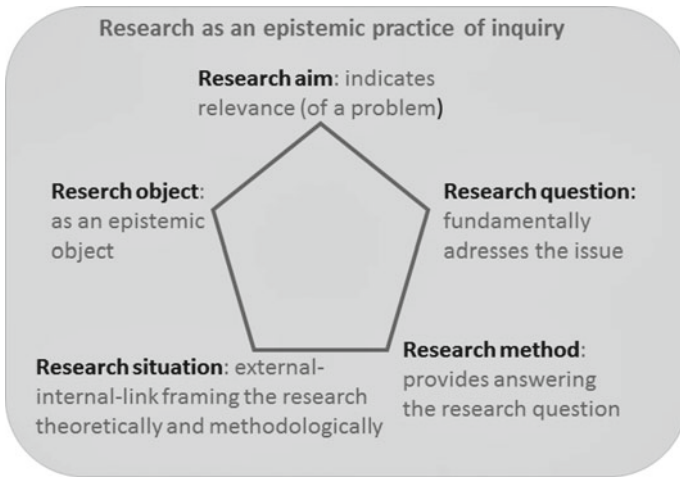 Research as an epistemic practice of inquiry
Research aim: indicates
relevance (of a problem)
Reserch object:
as an epistemic
object
Research question:
fundamentally
adresses the issue
Research situation: external-
internal-link framing the research
theoretically and methodologically
Research method:
provides answering
the research question